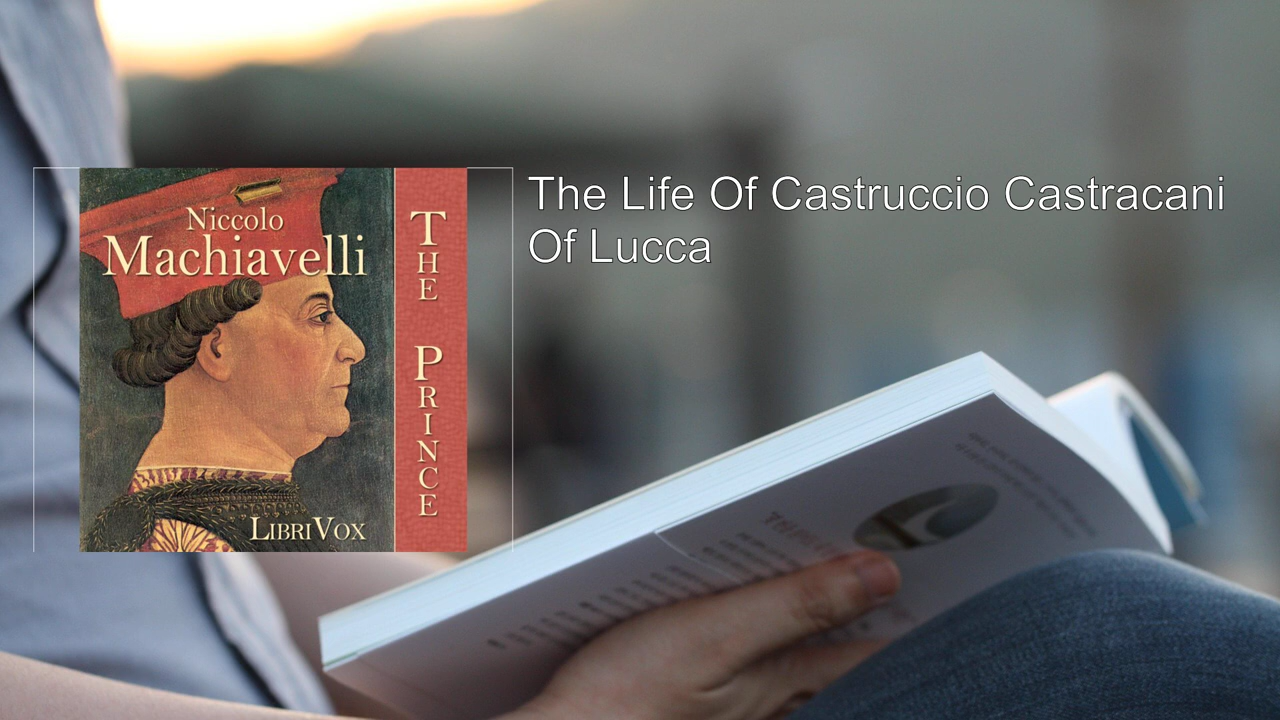 Niccolo
Machiavelli
THE PRINCE
LIBRIVOX
The Life Of Castruccio Castracani
Of Lucca